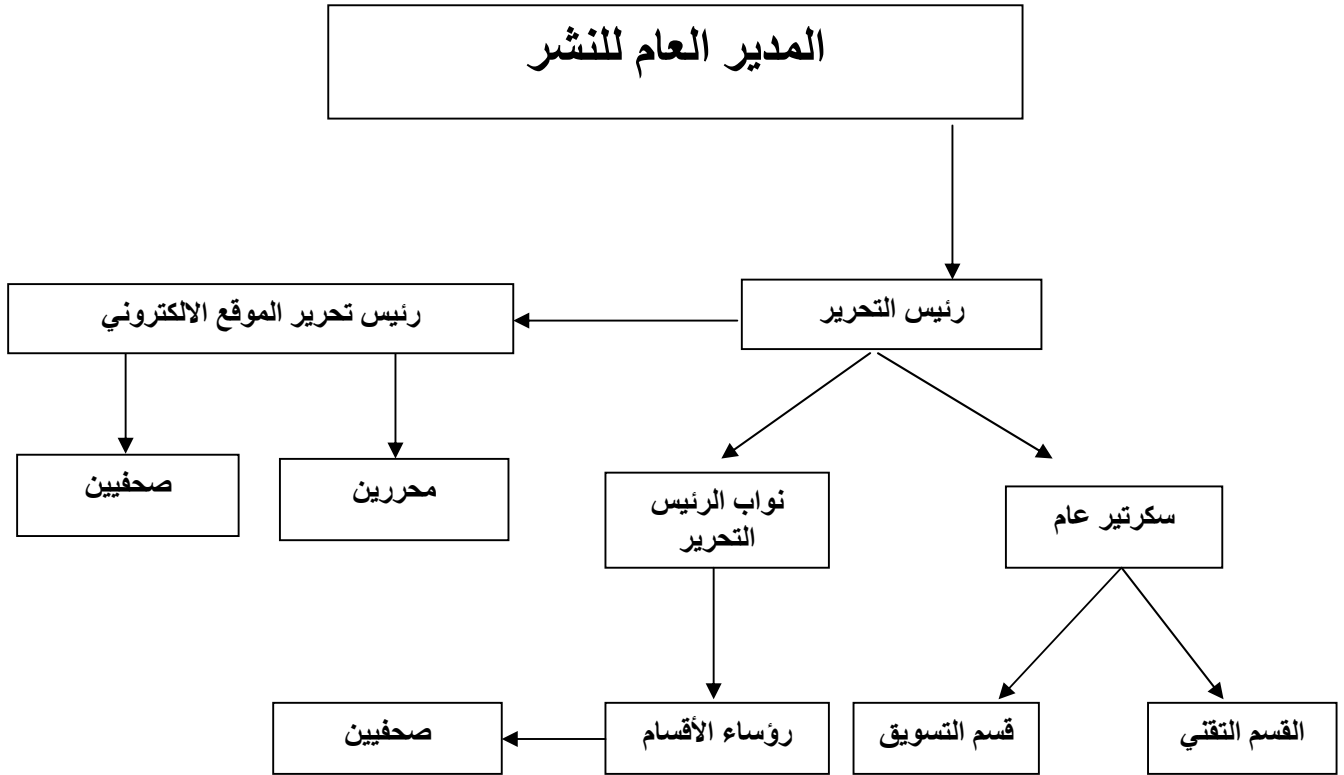 المدير العام للنشر
رئيس التحرير
رئيس تحرير الموقع الالكتروني
صحفيين
محررين
نواب الرئيس
التحرير
سكرتير عام
صحفيين
رؤساء الأقسام
قسم التسويق
القسم التقني